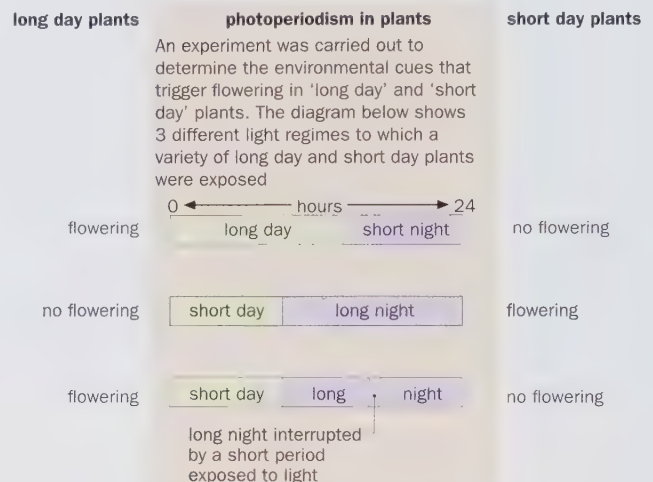 long day plants photoperiodism in plants short day plants
An experiment was carried out to
determine the environmental cues that
trigger flowering in 'long day' and 'short
day' plants. The diagram below shows
3 different light regimes to which a
variety of long day and short day plants
were exposed
0 hours 24
flowering long day short night no flowering
no flowering short day long night flowering
flowering short day long night no flowering
long night interrupted
by a short period
exposed to light